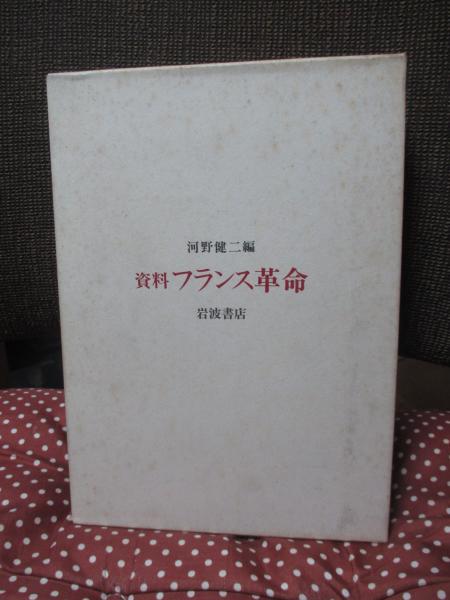 河野健二編
資料フランス革命
岩波書店